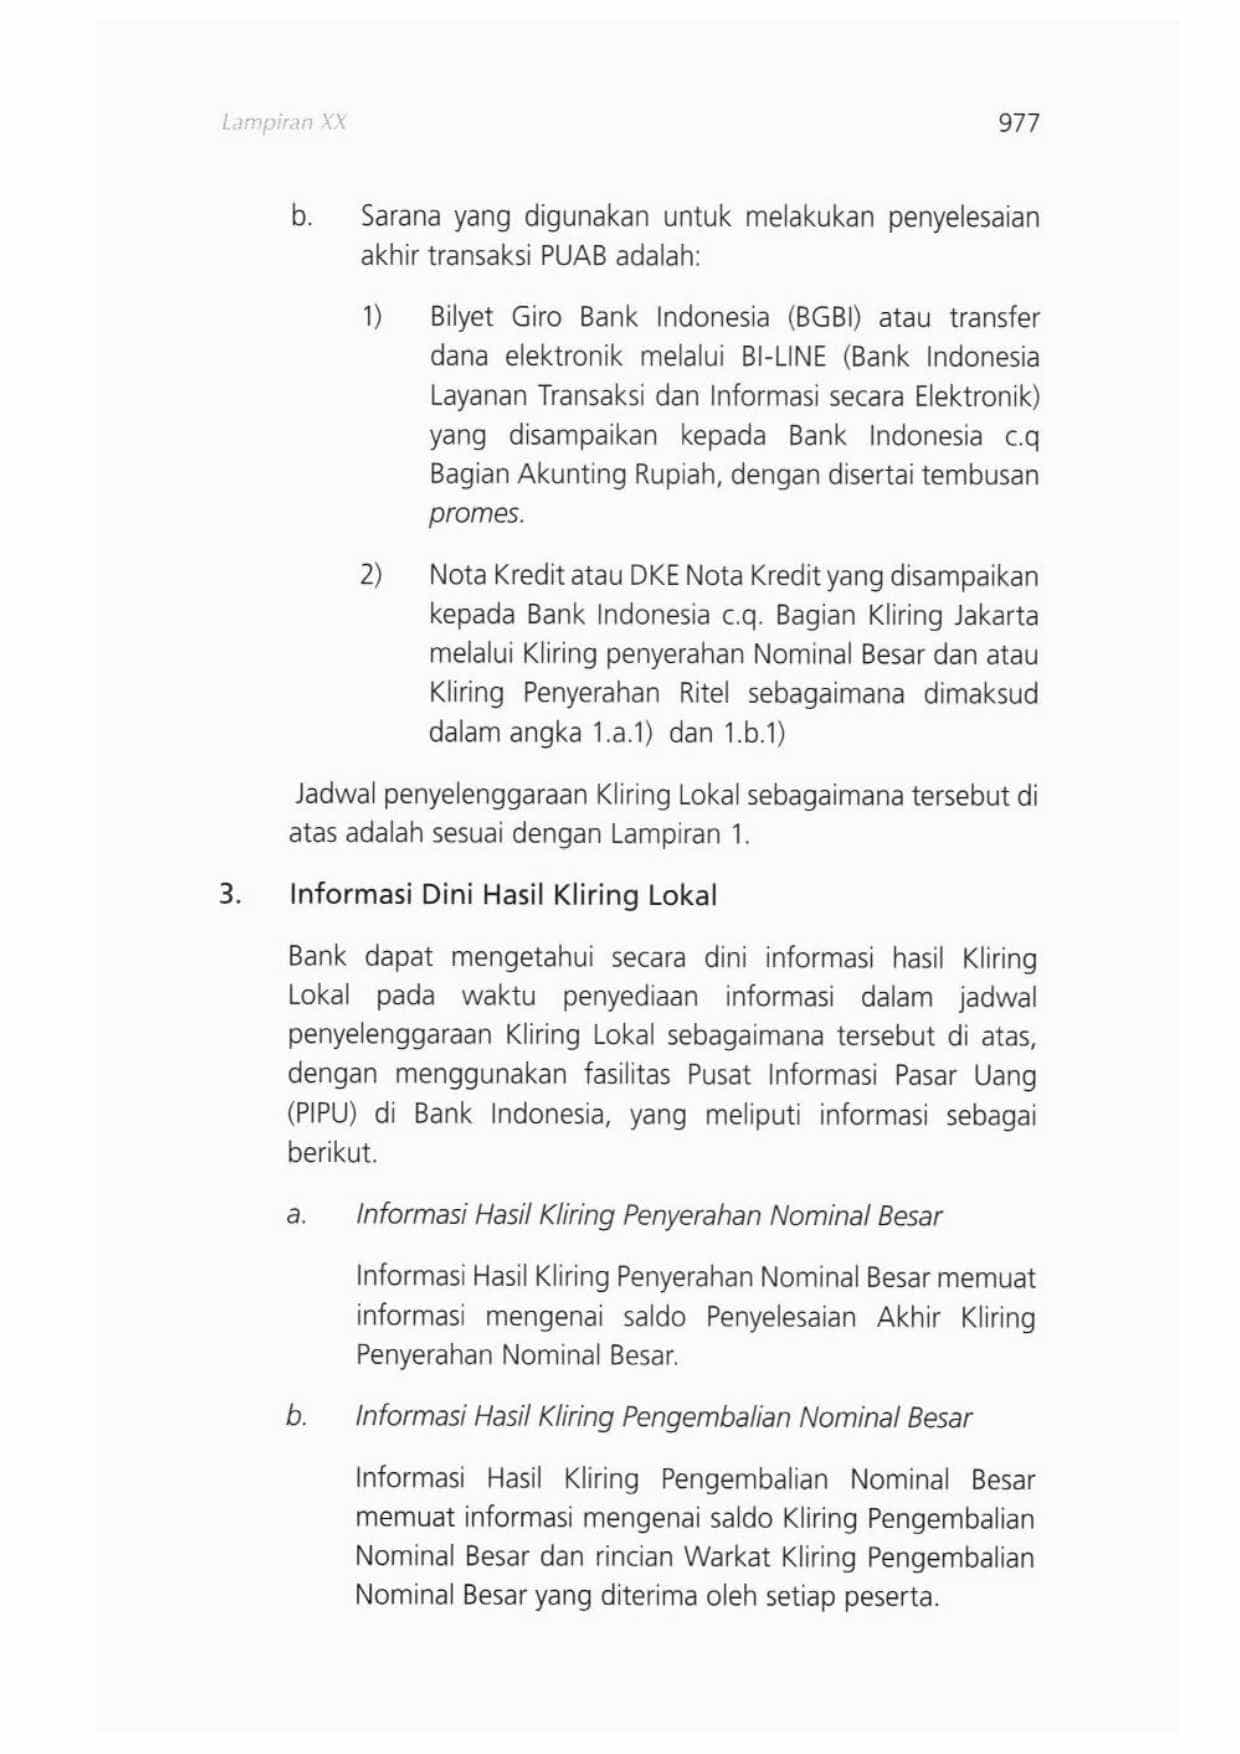 Lampiran XX 977
b. Sarana yang digunakan untuk melakukan penyelesaian
akhir transaksi PUAB adalah:
1) Bilyet Giro Bank Indonesia (BGBI) atau transfer
dana elektronik melalui BI-LINE (Bank Indonesia
Layanan Transaksi dan Informasi secara Elektronik)
yang disampaikan kepada Bank Indonesia c.q
Bagian Akunting Rupiah, dengan disertai tembusan
promes.
2) Nota Kredit atau DKE Nota Kredit yang disampaikan
kepada Bank Indonesia c.q. Bagian Kliring Jakarta
melalui Kliring penyerahan Nominal Besar dan atau
Kliring Penyerahan Ritel sebagaimana dimaksud
dalam angka 1.a.1) dan 1.b.1)
Jadwal penyelenggaraan Kliring Lokal sebagaimana tersebut di
atas adalah sesuai dengan Lampiran 1.
3. Informasi Dini Hasil Kliring Lokal
Bank dapat mengetahui secara dini informasi hasil Kliring
Lokal pada waktu penyediaan informasi dalam jadwal
penyelenggaraan Kliring Lokal sebagaimana tersebut di atas,
dengan menggunakan fasilitas Pusat Informasi Pasar Uang
(PIPU) di Bank Indonesia, yang meliputi informasi sebagai
berikut.
a. Informasi Hasil Kliring Penyerahan Nominal Besar
Informasi Hasil Kliring Penyerahan Nominal Besar memuat
informasi mengenai saldo Penyelesaian Akhir Kliring
Penyerahan Nominal Besar.
b. Informasi Hasil Kliring Pengembalian Nominal Besar
Informasi Hasil Kliring Pengembalian Nominal Besar
memuat informasi mengenai saldo Kliring Pengembalian
Nominal Besar dan rincian Warkat Kliring Pengembalian
Nominal Besar yang diterima oleh setiap peserta.